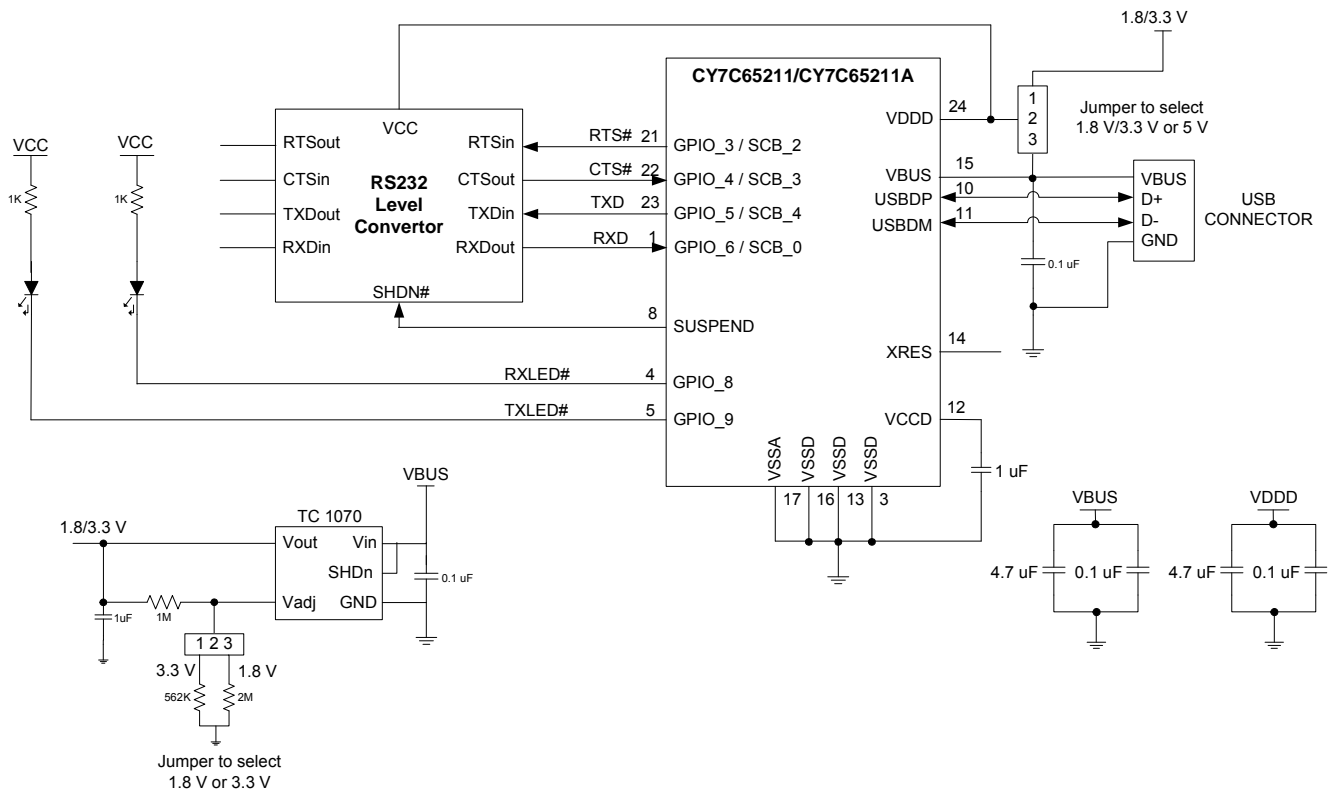 1.8/3.3 V
CY7C65211/CY7C65211A
VDDD
24
1
2
3
Jumper to select
1.8 V/3.3 V or 5 V
VCC
VCC
1K
1K
VCC
RTSout
CTSin
TXDout
RXDin
RS232
Level
Convertor
RTSin
CTSout
TXDin
RXDout
SHDN#
RTS# 21
CTS# 22
TXD 23
RXD 1
GPIO_3 / SCB_2
GPIO_4 / SCB_3
GPIO_5 / SCB_4
GPIO_6 / SCB_0
VBUS
15
USBDP
10
USBDM
11
VBUS
D+
D-
GND
USB
CONNECTOR
0.1 uF
8
SUSPEND
XRES
14
RXLED# 4
GPIO_8
TXLED# 5
GPIO_9
VCCD
12
1 uF
VSSA
VSSD
VSSD
VSSD
17 16 13 3
VBUS
TC 1070
1.8/3.3 V
Vout
Vin
SHDn
Vadj
GND
0.1 uF
1uF
1M
1 2 3
3.3 V
1.8 V
562K
2M
Jumper to select
1.8 V or 3.3 V
VBUS
4.7 uF
0.1 uF
VDDD
4.7 uF
0.1 uF